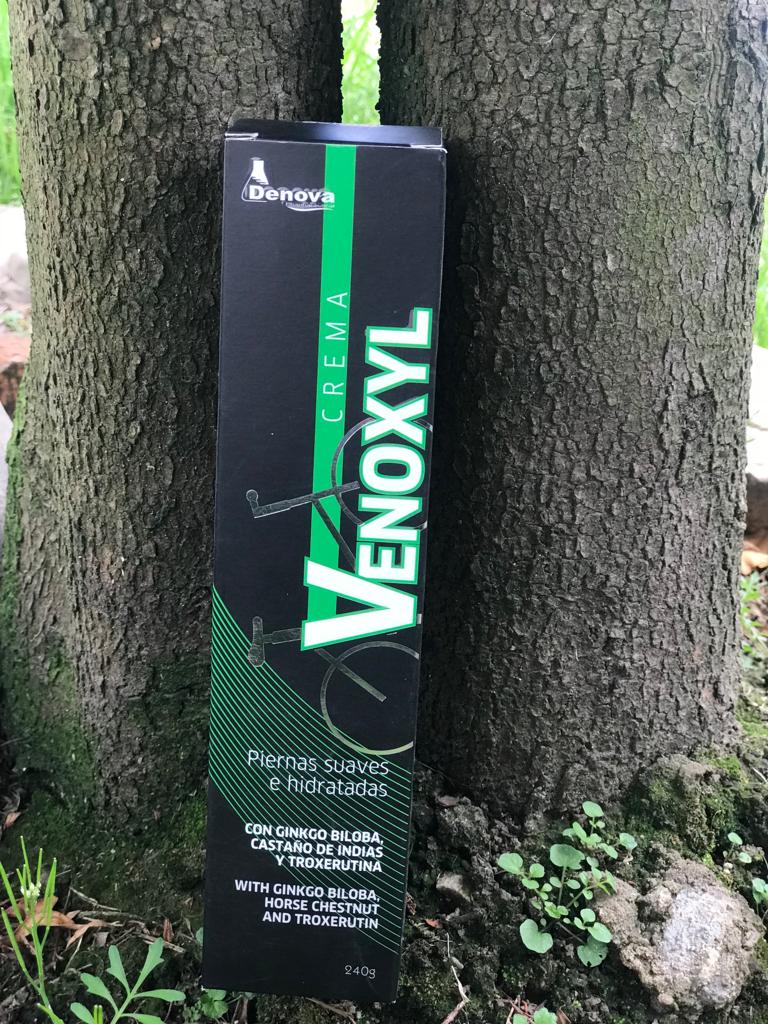 Denova
CREMA
VENOXYL
Piernas suaves
e hidratadas
CON GINKGO BILOBA,
CASTAÑO DE INDIAS
Y TROXERUTINA
WITH GINKGO BILOBA,
HORSE CHESTNUT
AND TROXERUTIN
240g